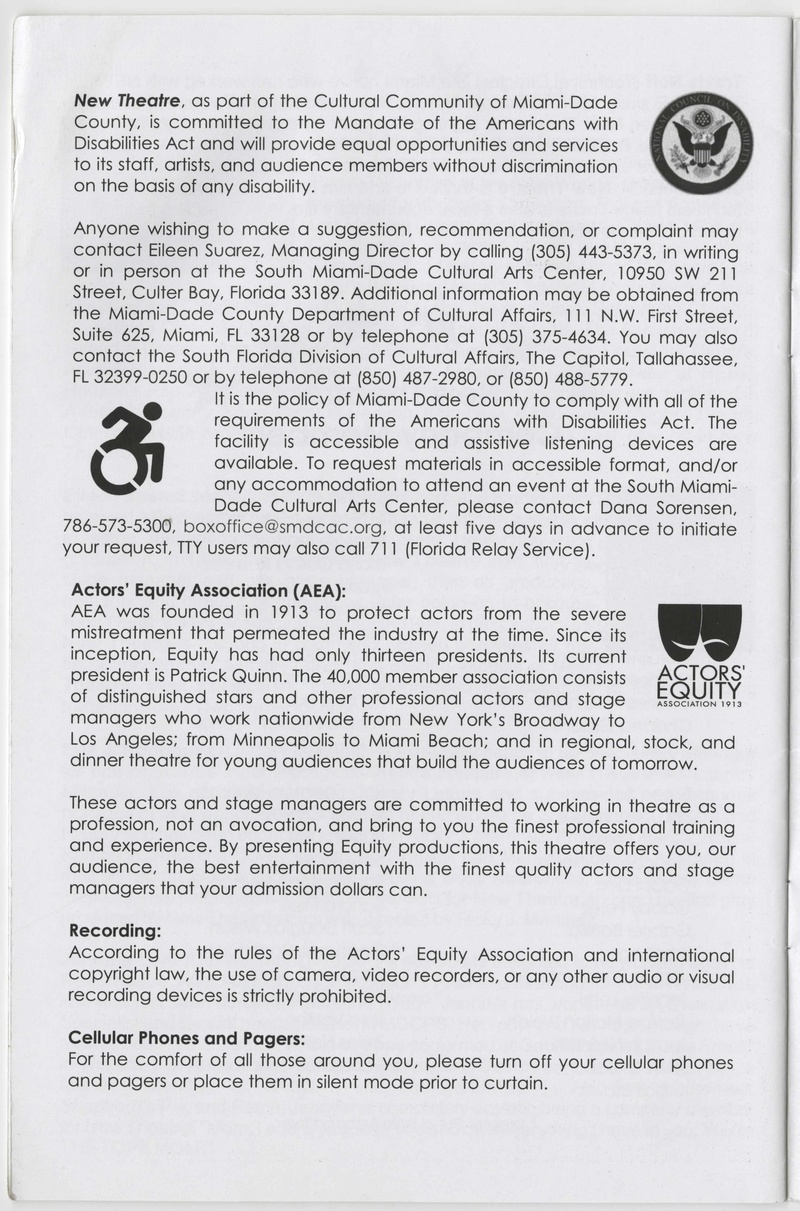 New Theatre, as part of the Cultural Community of Miami-Dade
County, is committed to the Mandate of the Americans with
Disabilities Act and will provide equal opportunities and services
to its staff, artists, and audience members without discrimination
on the basis of any disability.
NATIONAL COUNCIL ON DISABILITY
Anyone wishing to make a suggestion, recommendation, or complaint may
contact Eileen Suarez, Managing Director by calling (305) 443-5373, in writing
or in person at the South Miami-Dade Cultural Arts Center, 10950 SW 211
Street, Culter Bay, Florida 33189. Additional information may be obtained from
the Miami-Dade County Department of Cultural Affairs, 111 N.W. First Street,
Suite 625, Miami, FL 33128 or by telephone at (305) 375-4634. You may also
contact the South Florida Division of Cultural Affairs, The Capitol, Tallahassee,
FL 32399-0250 or by telephone at (850) 487-2980, or (850) 488-5779.
It is the policy of Miami-Dade County to comply with all of the
requirements of the Americans with Disabilities Act. The
facility is accessible and assistive listening devices are
available. To request materials in accessible format, and/or
any accommodation to attend an event at the South Miami-
Dade Cultural Arts Center, please contact Dana Sorensen,
786-573-5300, boxoffice@smdcac.org, at least five days in advance to initiate
your request, TTY users may also call 711 (Florida Relay Service).
Actors' Equity Association (AEA):
AEA was founded in 1913 to protect actors from the severe
mistreatment that permeated the industry at the time. Since its
inception, Equity has had only thirteen presidents. Its current
president is Patrick Quinn. The 40,000 member association consists
of distinguished stars and other professional actors and stage
managers who work nationwide from New York's Broadway to
Los Angeles; from Minneapolis to Miami Beach; and in regional, stock, and
dinner theatre for young audiences that build the audiences of tomorrow.
ACTORS'
EQUITY
ASSOCIATION 1913
These actors and stage managers are committed to working in theatre as a
profession, not an avocation, and bring to you the finest professional training
and experience. By presenting Equity productions, this theatre offers you, our
audience, the best entertainment with the finest quality actors and stage
managers that your admission dollars can.
Recording:
According to the rules of the Actors' Equity Association and international
copyright law, the use of camera, video recorders, or any other audio or visual
recording devices is strictly prohibited.
Cellular Phones and Pagers:
For the comfort of all those around you, please turn off your cellular phones
and pagers or place them in silent mode prior to curtain.